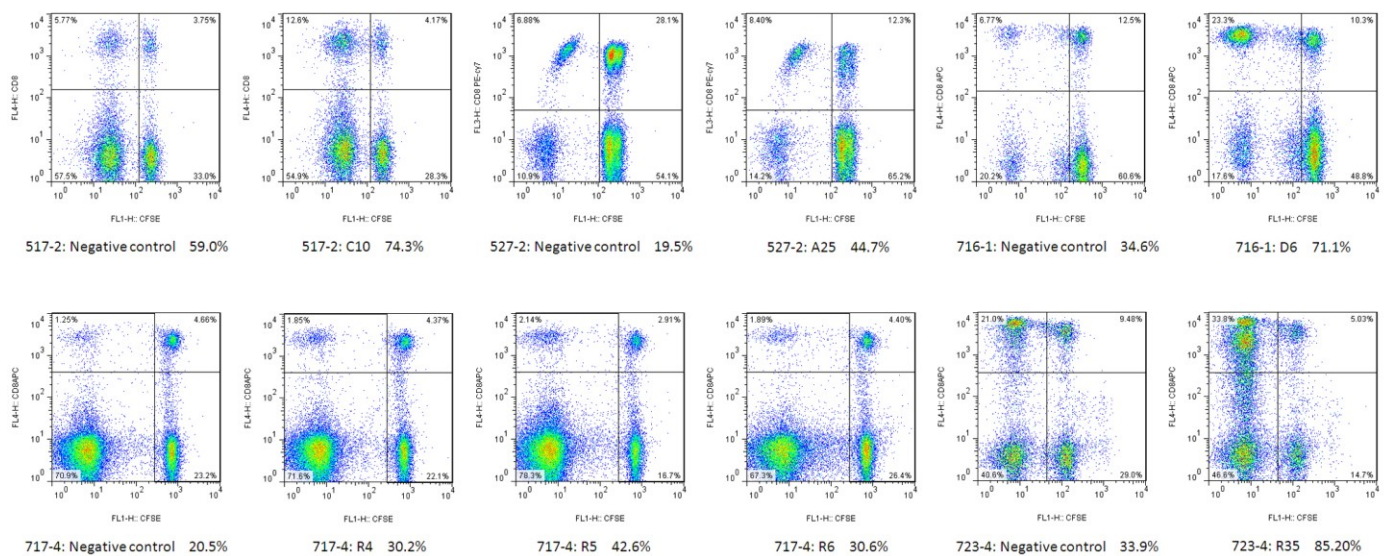 5.77% 3.75%
12.6% 4.17%
6.88% 28.1%
8.40% 12.3%
6.77% 12.5%
23.3% 10.3%
FL4-H:: CD8
FL4-H:: CD8
FL3-H:: CD8 PE-cy7
FL3-H:: CD8 PE-cy7
FL4-H:: CD8 APC
FL4-H:: CD8 APC
57.5% 33.0%
54.9% 28.3%
10.9% 54.1%
14.2% 65.2%
20.2% 60.6%
17.6% 48.8%
FL1-H:: CFSE
FL1-H:: CFSE
FL1-H:: CFSE
FL1-H:: CFSE
FL1-H:: CFSE
FL1-H:: CFSE
517-2: Negative control 59.0%
517-2: C10 74.3%
527-2: Negative control 19.5%
527-2: A25 44.7%
716-1: Negative control 34.6%
716-1: D6 71.1%
1.25% 4.66%
1.85% 4.37%
2.14% 2.91%
1.89% 4.40%
21.0% 9.48%
33.8% 5.03%
FL4-H:: CD8APC
FL4-H:: CD8APC
FL4-H:: CD8APC
FL4-H:: CD8APC
FL4-H:: CD8APC
FL4-H:: CD8APC
70.9% 23.2%
71.6% 22.1%
78.3% 16.7%
67.3% 26.4%
40.6% 29.0%
46.6% 14.7%
FL1-H:: CFSE
FL1-H:: CFSE
FL1-H:: CFSE
FL1-H:: CFSE
FL1-H:: CFSE
FL1-H:: CFSE
717-4: Negative control 20.5%
717-4: R4 30.2%
717-4: R5 42.6%
717-4: R6 30.6%
723-4: Negative control 33.9%
723-4: R35 85.20%